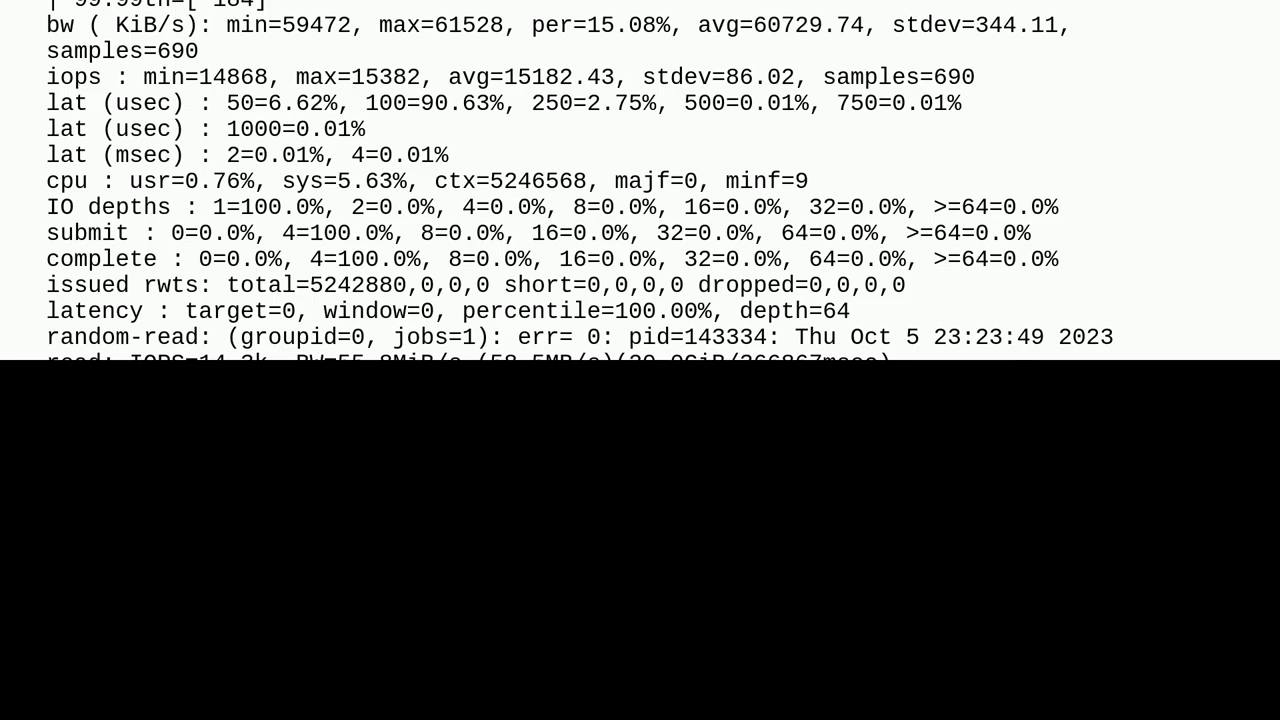 | 99.99th=[ 184]
bw ( KiB/s): min=59472, max=61528, per=15.08%, avg=60729.74, stdev=344.11,
samples=690
iops : min=14868, max=15382, avg=15182.43, stdev=86.02, samples=690
lat (usec) : 50=6.62%, 100=90.63%, 250=2.75%, 500=0.01%, 750=0.01%
lat (usec) : 1000=0.01%
lat (msec) : 2=0.01%, 4=0.01%
cpu : usr=0.76%, sys=5.63%, ctx=5246568, majf=0, minf=9
IO depths : 1=100.0%, 2=0.0%, 4=0.0%, 8=0.0%, 16=0.0%, 32=0.0%, >=64=0.0%
submit : 0=0.0%, 4=100.0%, 8=0.0%, 16=0.0%, 32=0.0%, 64=0.0%, >=64=0.0%
complete : 0=0.0%, 4=100.0%, 8=0.0%, 16=0.0%, 32=0.0%, 64=0.0%, >=64=0.0%
issued rwts: total=5242880,0,0,0 short=0,0,0,0 dropped=0,0,0,0
latency : target=0, window=0, percentile=100.00%, depth=64
random-read: (groupid=0, jobs=1): err= 0: pid=143334: Thu Oct 5 23:23:49 2023